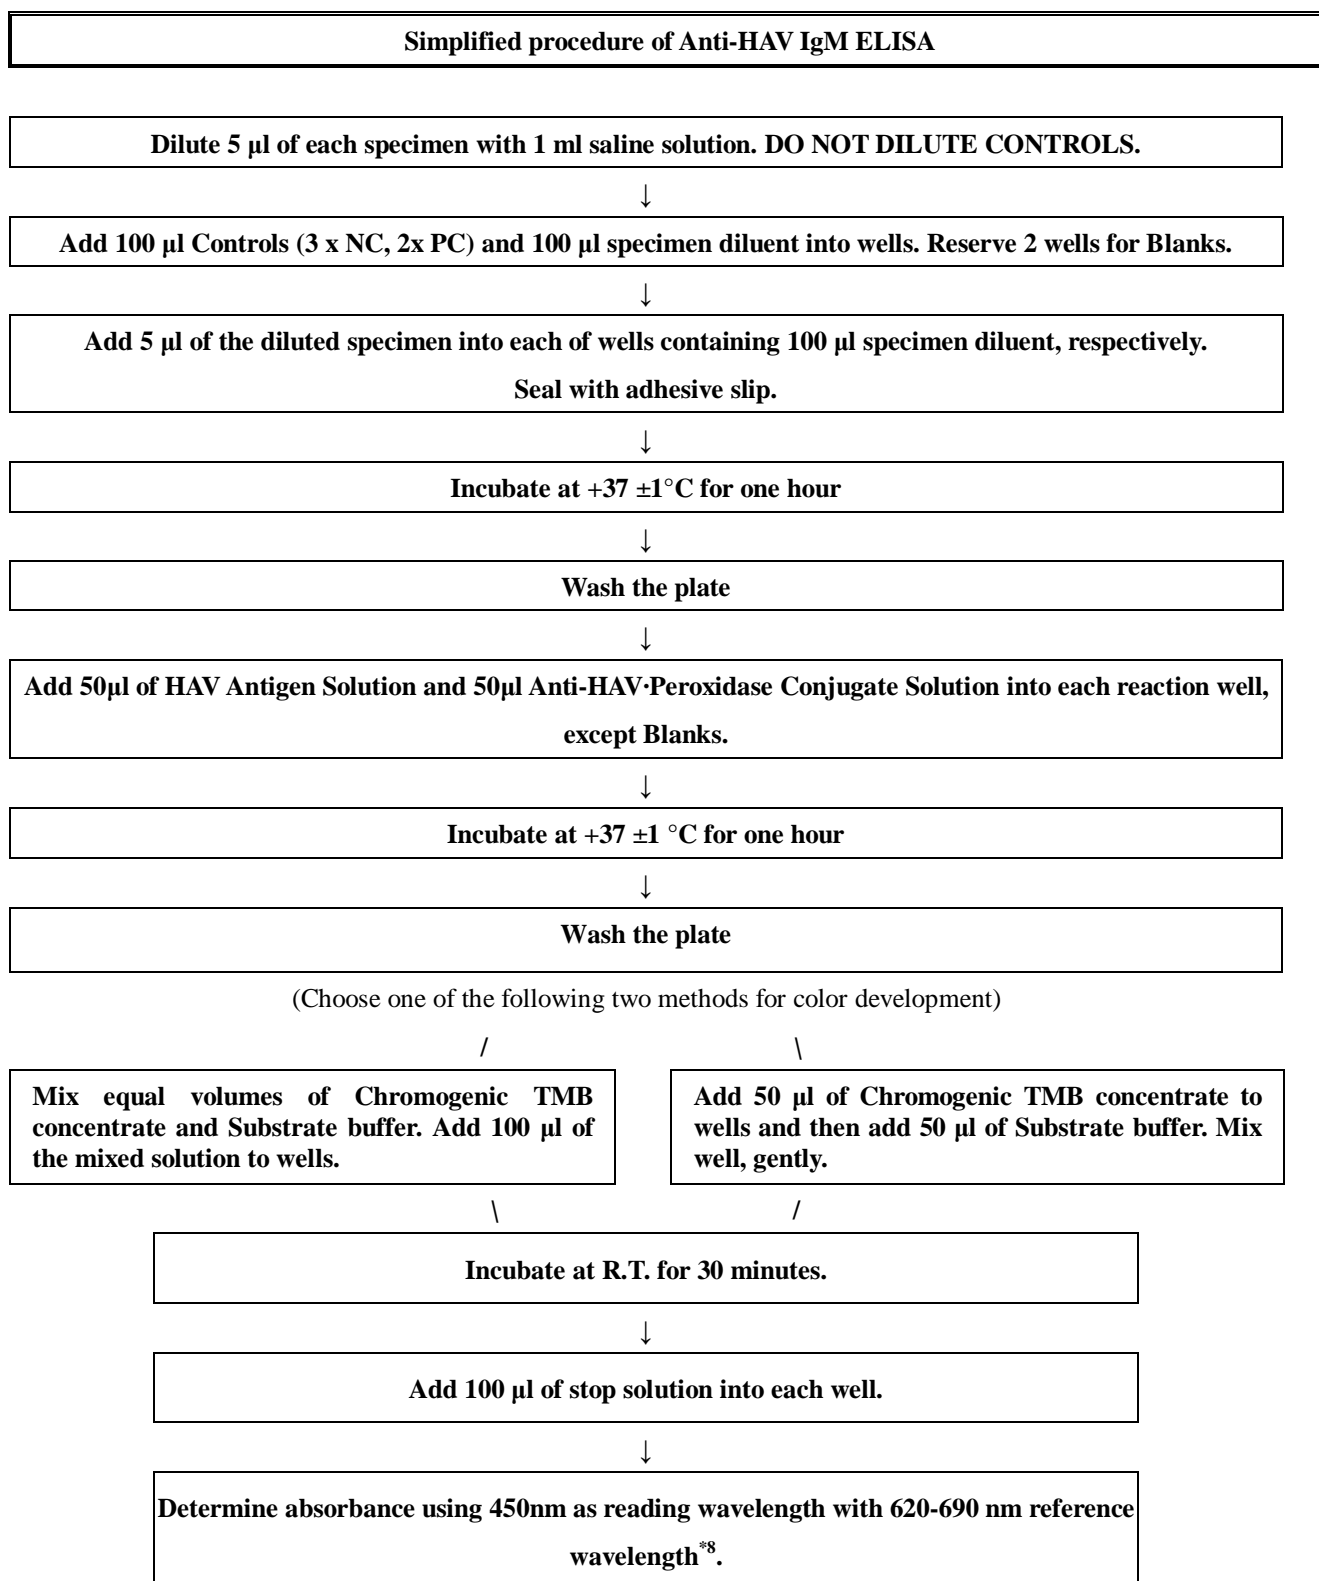 Simplified procedure of Anti-HAV IgM ELISA
Dilute 5 μl of each specimen with 1 ml saline solution. DO NOT DILUTE CONTROLS.
↓
Add 100 μl Controls (3 x NC, 2x PC) and 100 μl specimen diluent into wells. Reserve 2 wells for Blanks.
↓
Add 5 μl of the diluted specimen into each of wells containing 100 μl specimen diluent, respectively.
Seal with adhesive slip.
↓
Incubate at +37 ±1°C for one hour
↓
Wash the plate
↓
Add 50μl of HAV Antigen Solution and 50μl Anti-HAV·Peroxidase Conjugate Solution into each reaction well,
except Blanks.
↓
Incubate at +37 ±1 °C for one hour
↓
Wash the plate
(Choose one of the following two methods for color development)
/ \
Mix equal volumes of Chromogenic TMB
concentrate and Substrate buffer. Add 100 μl of
the mixed solution to wells.
Add 50 μl of Chromogenic TMB concentrate to
wells and then add 50 μl of Substrate buffer. Mix
well, gently.
\ /
Incubate at R.T. for 30 minutes.
↓
Add 100 μl of stop solution into each well.
↓
Determine absorbance using 450nm as reading wavelength with 620-690 nm reference
wavelength*8.